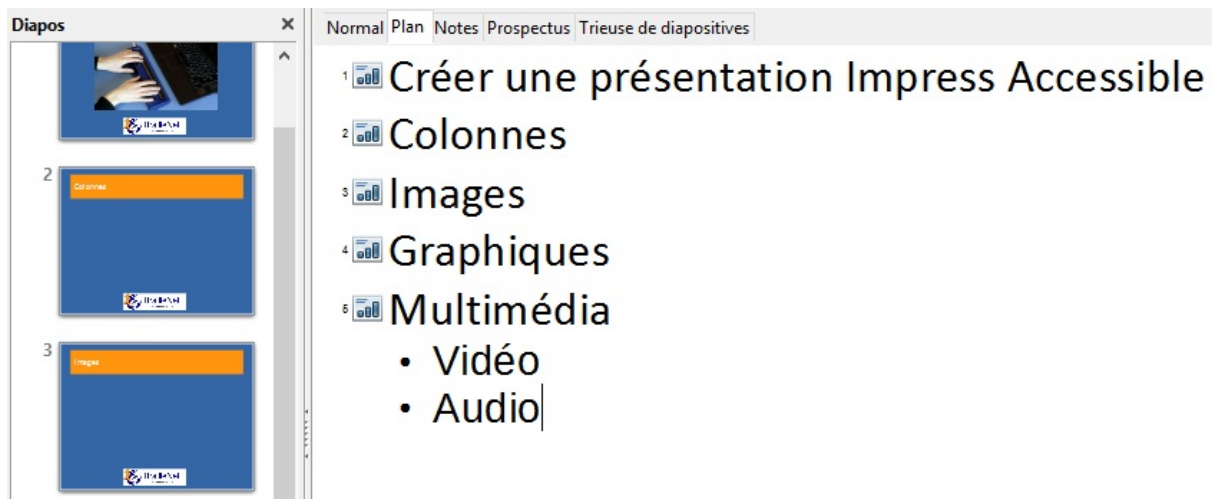 Diapos
Normal Plan Notes Prospectus Trieuse de diapositives
2
Colonnes
3
Images
1 Créer une présentation Impress Accessible
2 Colonnes
3 Images
4 Graphiques
5 Multimédia
• Vidéo
• Audio